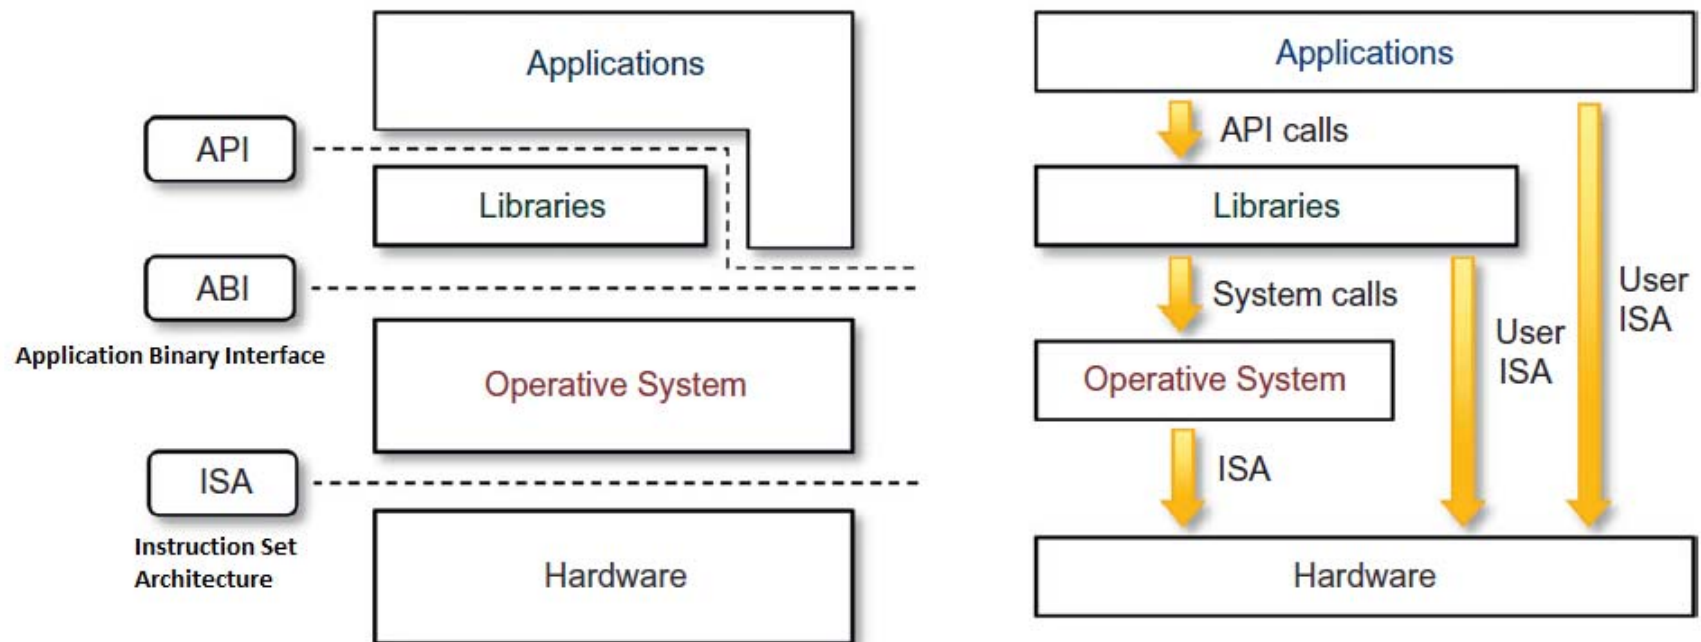 Applications
API
Libraries
ABI
Application Binary Interface
Operative System
ISA
Instruction Set
Architecture
Hardware
Applications
API calls
Libraries
System calls
User
ISA
User
ISA
Operative System
ISA
Hardware